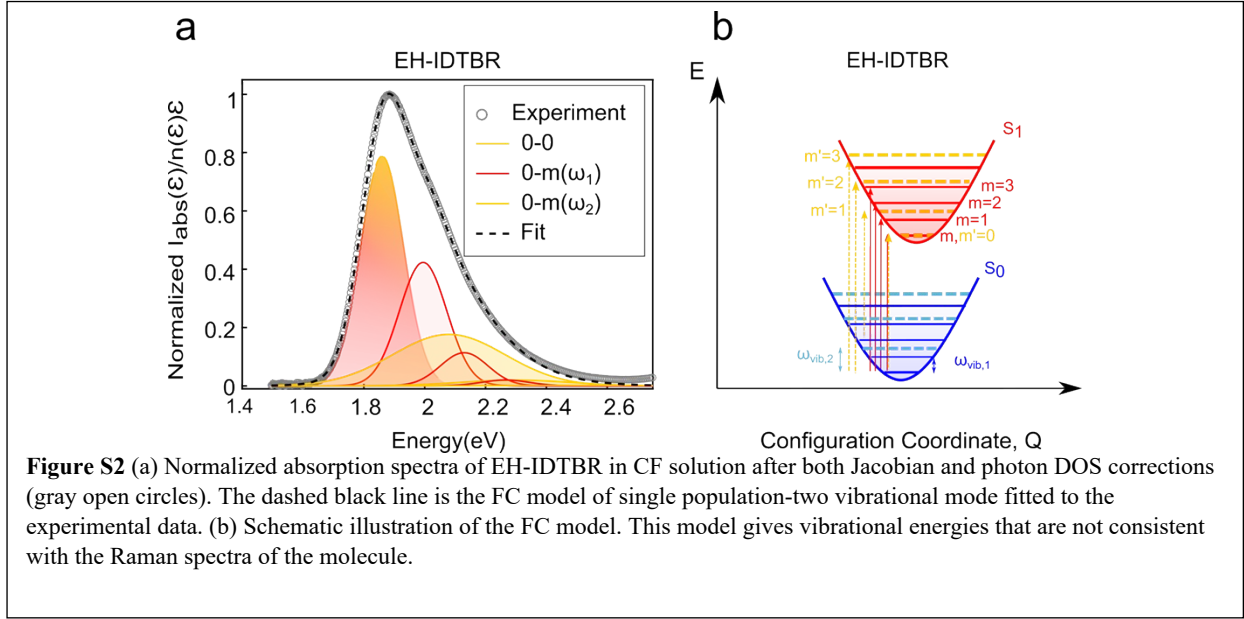 a
EH-IDTBR
Normalized I_abs(Ɛ)/n(Ɛ)Ɛ
1
0.8
0.6
0.4
0.2
0
1.4
1.6
1.8
2
2.2
2.4
2.6
Energy(eV)
Experiment
0-0
0-m(ω₁)
0-m(ω₂)
Fit
b
EH-IDTBR
E
S₁
m'=3
m'=2
m'=1
m=3
m=2
m=1
m,m'=0
S₀
ω_vib,2
ω_vib,1
Configuration Coordinate, Q
Figure S2 (a) Normalized absorption spectra of EH-IDTBR in CF solution after both Jacobian and photon DOS corrections
(gray open circles). The dashed black line is the FC model of single population-two vibrational mode fitted to the
experimental data. (b) Schematic illustration of the FC model. This model gives vibrational energies that are not consistent
with the Raman spectra of the molecule.